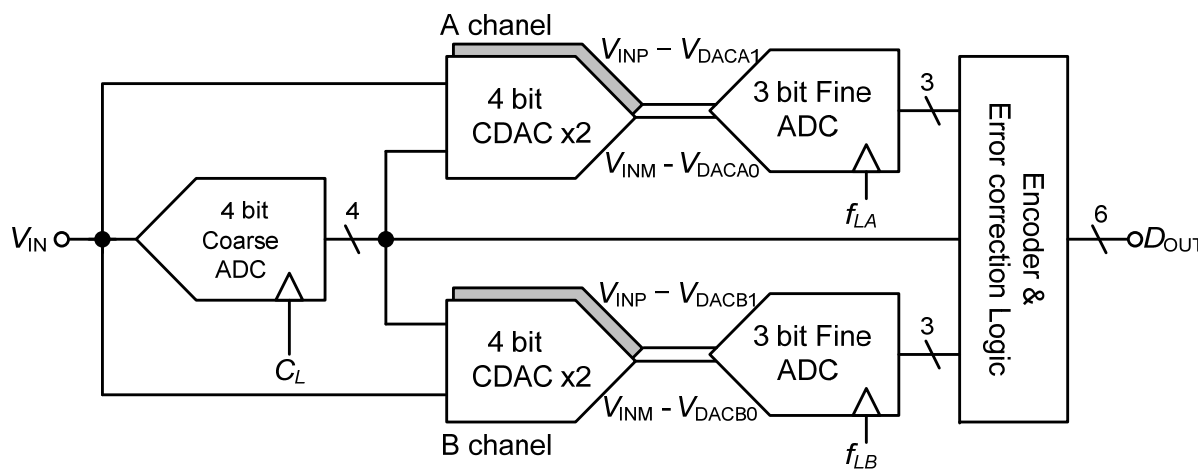 A chanel
V_INP – V_DACA1
4 bit
CDAC x2
3 bit Fine
ADC
3
V_INM - V_DACA0
f_LA
V_IN
4 bit
Coarse
ADC
4
C_L
Encoder &
Error correction Logic
6
D_OUT
V_INP – V_DACB1
4 bit
CDAC x2
3 bit Fine
ADC
3
V_INM - V_DACB0
B chanel
f_LB